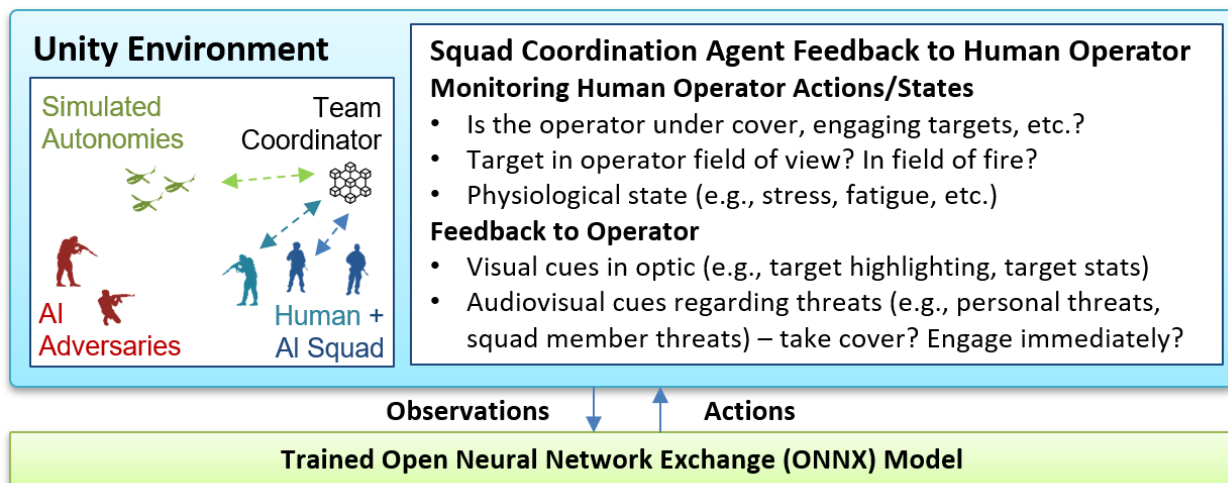 Unity Environment
Simulated
Autonomies
Team
Coordinator
AI
Adversaries
Human +
AI Squad
Squad Coordination Agent Feedback to Human Operator
Monitoring Human Operator Actions/States
• Is the operator under cover, engaging targets, etc.?
• Target in operator field of view? In field of fire?
• Physiological state (e.g., stress, fatigue, etc.)
Feedback to Operator
• Visual cues in optic (e.g., target highlighting, target stats)
• Audiovisual cues regarding threats (e.g., personal threats,
squad member threats) – take cover? Engage immediately?
Observations
Actions
Trained Open Neural Network Exchange (ONNX) Model